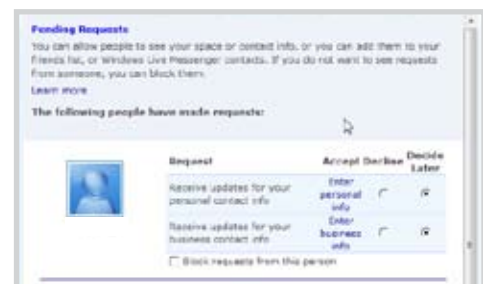 Pending Requests
You can allow people to see your space or contact info, or you can add them to your
friends list, or Windows Live Messenger contacts. If you do not want to see requests
from someone, you can block them.
Learn more
The following people have made requests:
Request Accept Decline Decide Later
Receive updates for your personal contact info Enter personal info
Receive updates for your business contact info Enter business info
Block requests from this person